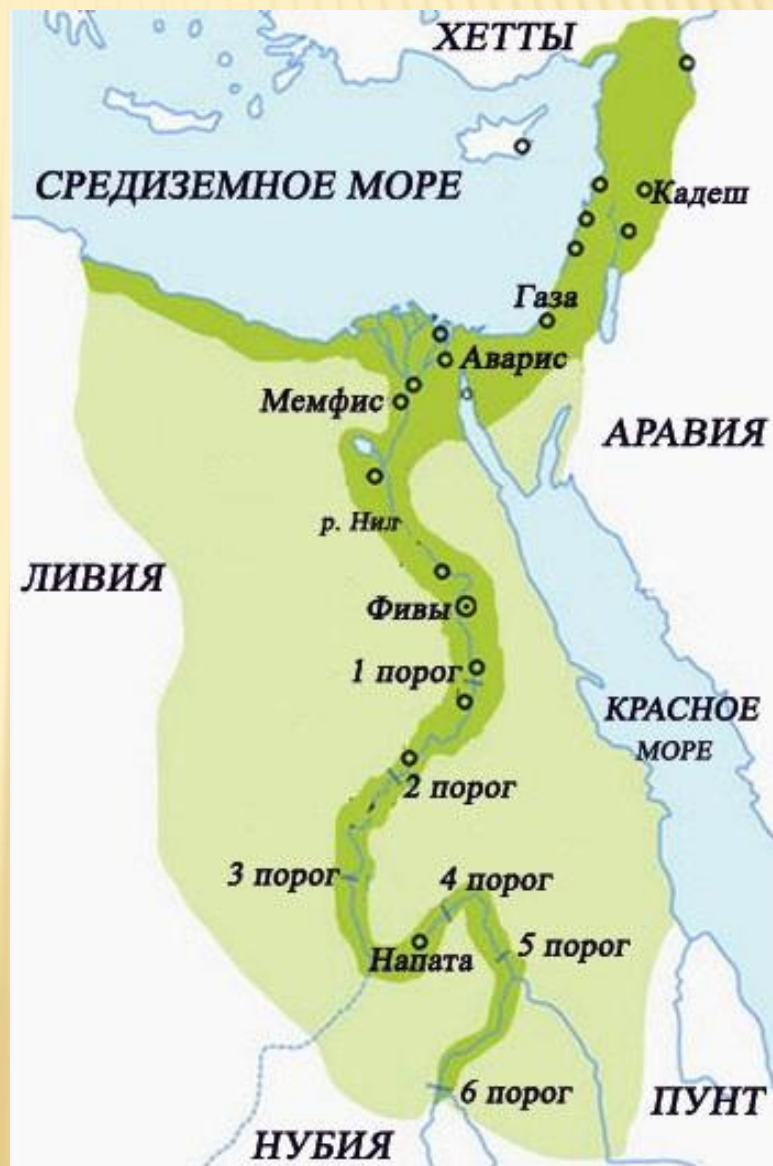 ХЕТТЫ
СРЕДИЗЕМНОЕ МОРЕ
Кадеш
Газа
Аварис
Мемфис
АРАВИЯ
р. Нил
ЛИВИЯ
Фивы
1 порог
КРАСНОЕ
МОРЕ
2 порог
3 порог
4 порог
Напата
5 порог
6 порог
ПУНТ
НУБИЯ